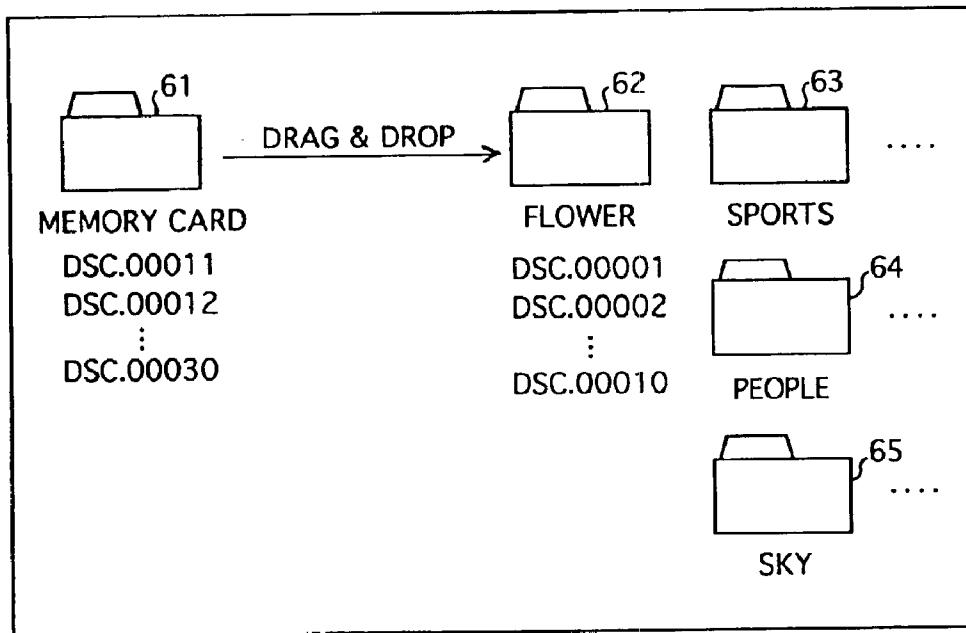 61
62
63
DRAG & DROP
....
MEMORY CARD
FLOWER
SPORTS
DSC.00011
DSC.00012
⋮
DSC.00030
DSC.00001
DSC.00002
⋮
DSC.00010
64
....
PEOPLE
65
....
SKY